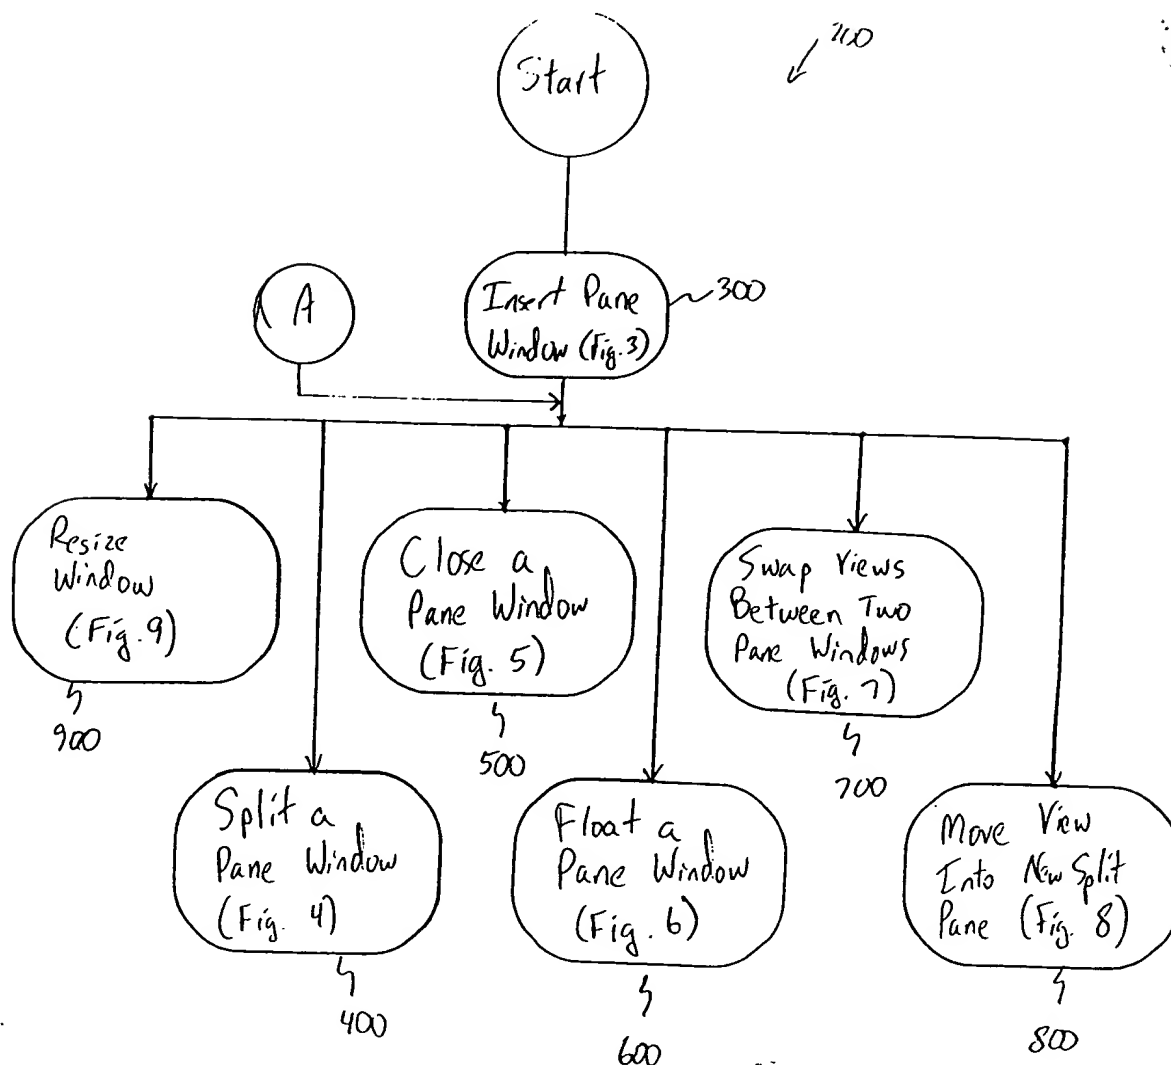 Start
A
Insert Pane
Window (Fig. 3)
300
Resize
Window
(Fig. 9)
900
Close a
Pane Window
(Fig. 5)
500
Swap Views
Between Two
Pane Windows
(Fig. 7)
700
Split a
Pane Window
(Fig. 4)
400
Float a
Pane Window
(Fig. 6)
600
Move View
Into New Split
Pane (Fig. 8)
800